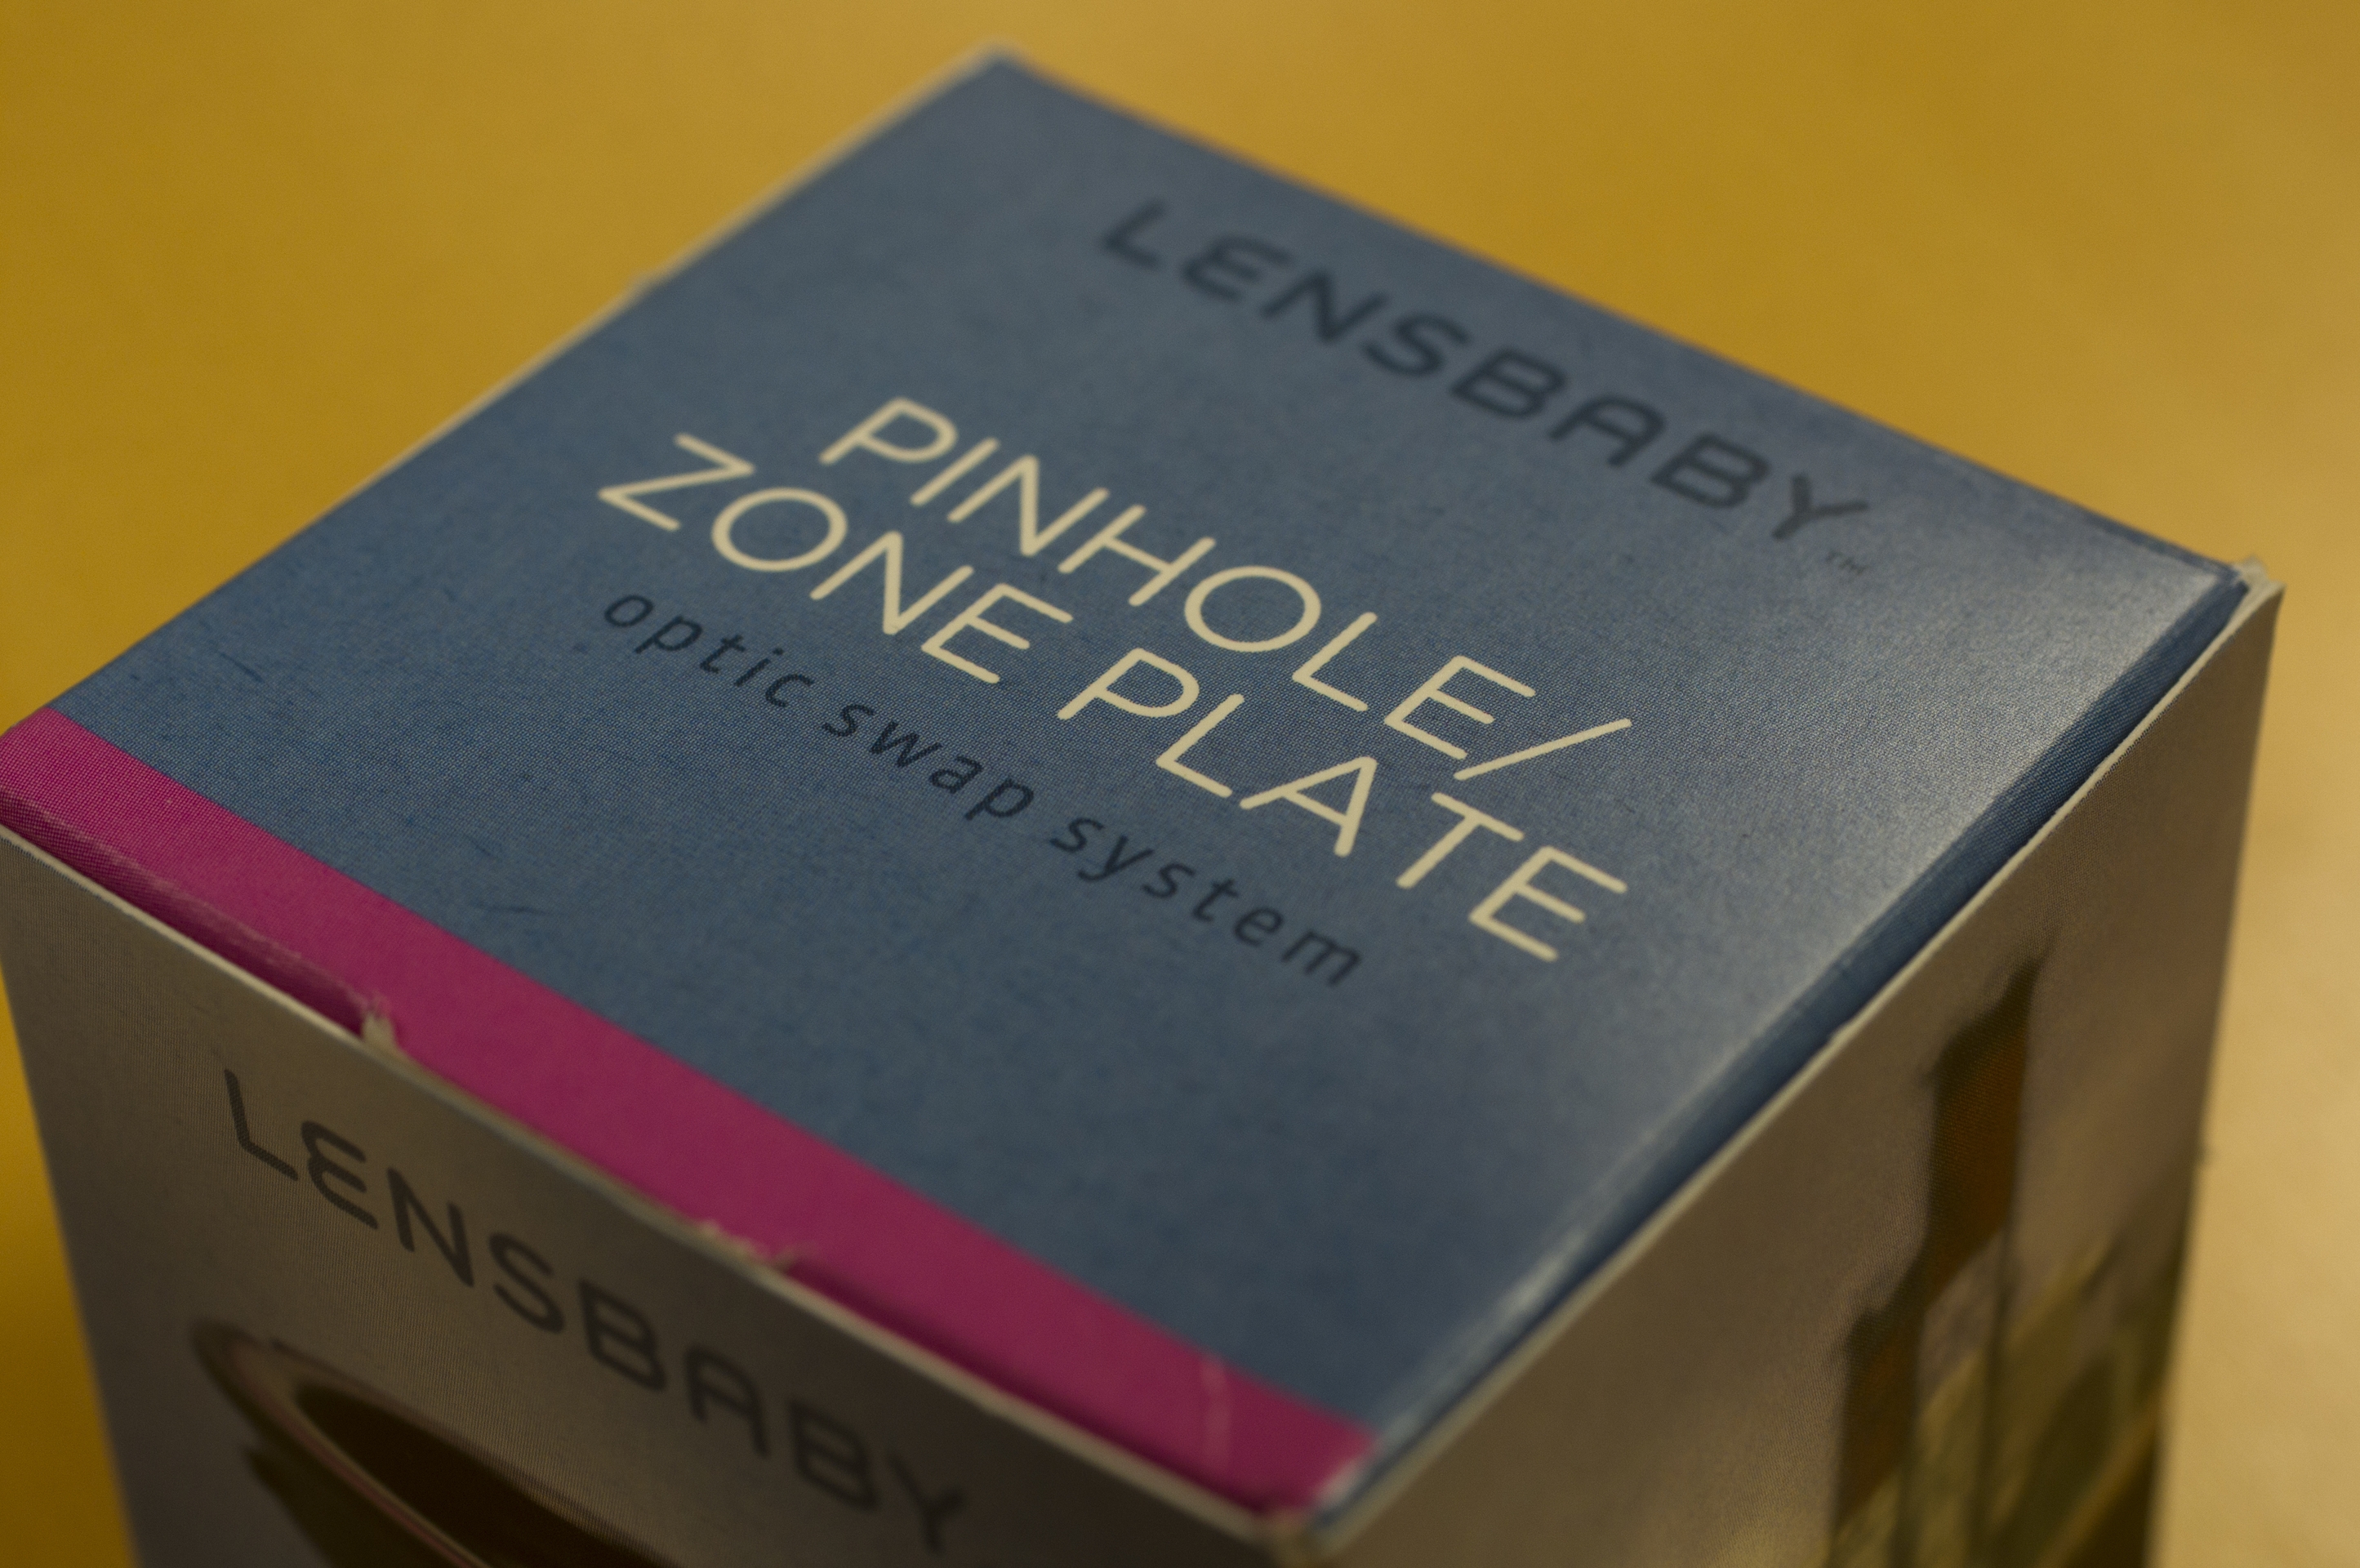 LENSBABY™
PINHOLE/
ZONE PLATE
optic swap system
LENSBABY